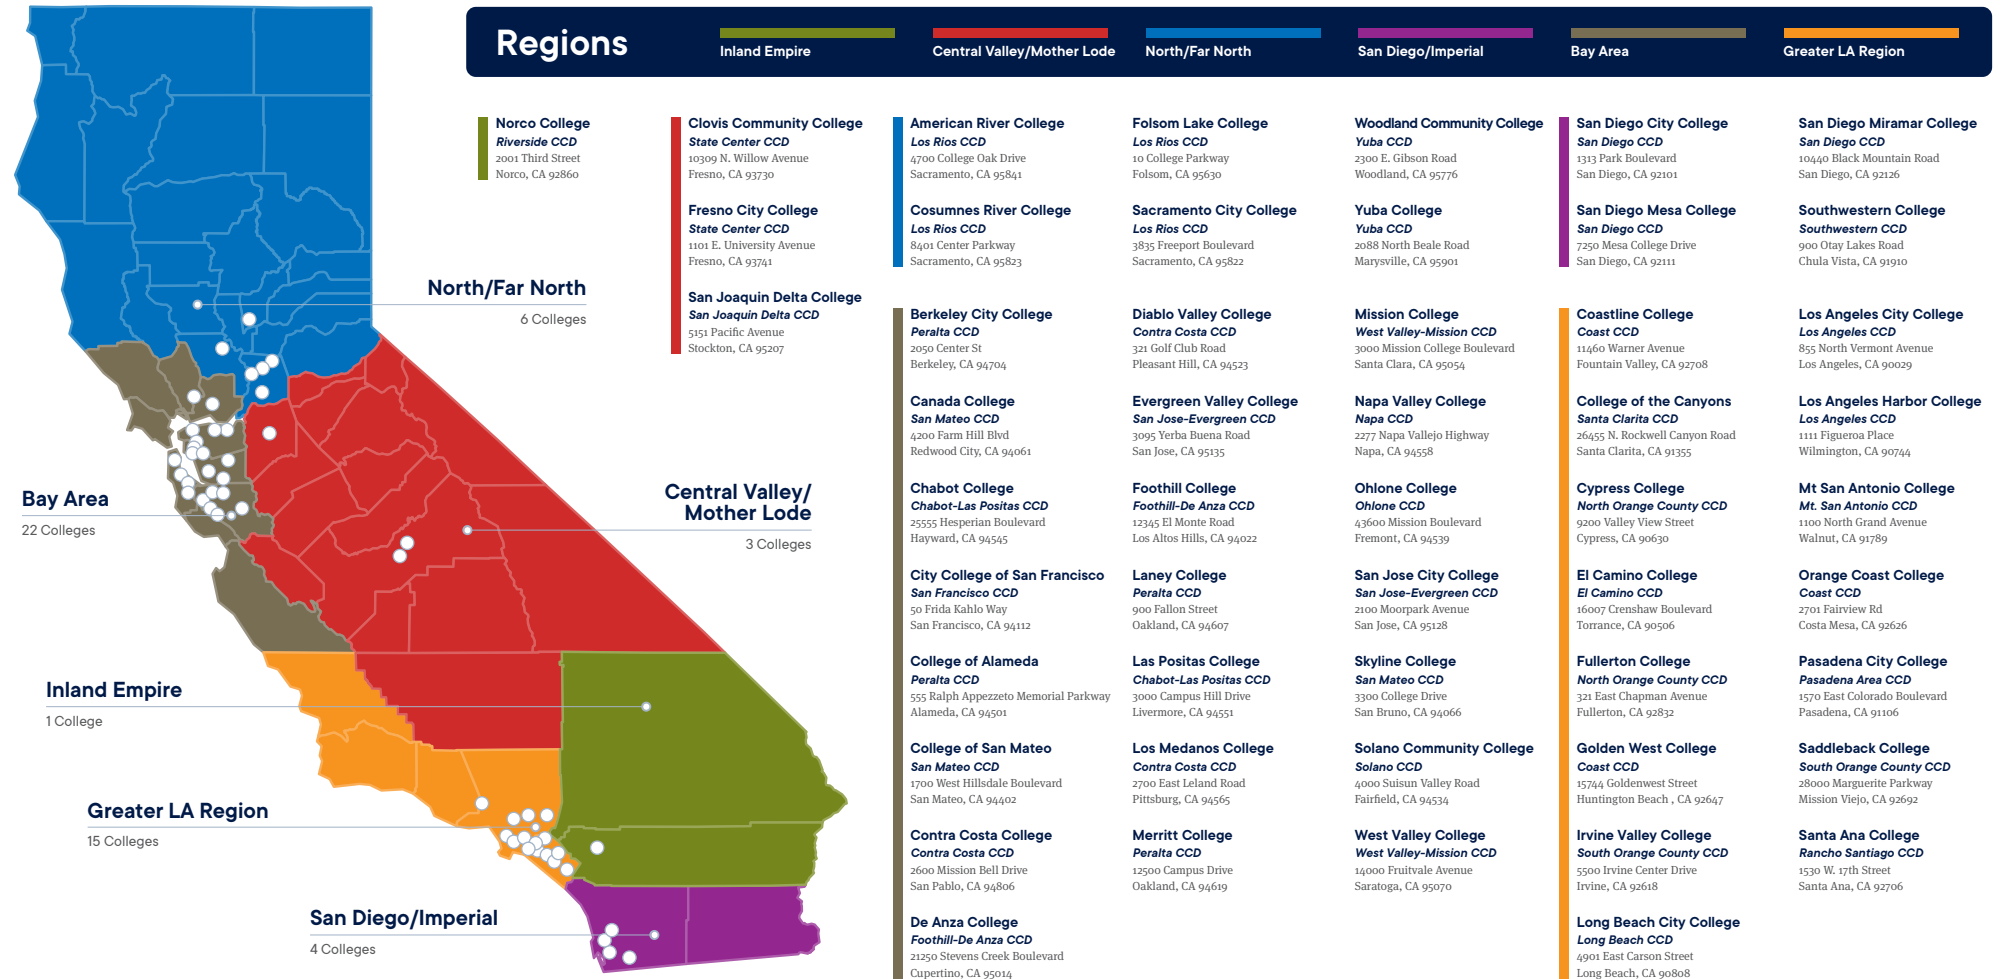 Regions
Inland Empire
Central Valley/Mother Lode
North/Far North
San Diego/Imperial
Bay Area
Greater LA Region
North/Far North
6 Colleges
Bay Area
22 Colleges
Central Valley/
Mother Lode
3 Colleges
Inland Empire
1 College
Greater LA Region
15 Colleges
San Diego/Imperial
4 Colleges
Norco College
Riverside CCD
2001 Third Street
Norco, CA 92860
Clovis Community College
State Center CCD
10309 N. Willow Avenue
Fresno, CA 93730
Fresno City College
State Center CCD
1101 E. University Avenue
Fresno, CA 93741
San Joaquin Delta College
San Joaquin Delta CCD
5151 Pacific Avenue
Stockton, CA 95207
American River College
Los Rios CCD
4700 College Oak Drive
Sacramento, CA 95841
Cosumnes River College
Los Rios CCD
8401 Center Parkway
Sacramento, CA 95823
Folsom Lake College
Los Rios CCD
10 College Parkway
Folsom, CA 95630
Sacramento City College
Los Rios CCD
3835 Freeport Boulevard
Sacramento, CA 95822
Woodland Community College
Yuba CCD
2300 E. Gibson Road
Woodland, CA 95776
Yuba College
Yuba CCD
2088 North Beale Road
Marysville, CA 95901
San Diego City College
San Diego CCD
1313 Park Boulevard
San Diego, CA 92101
San Diego Mesa College
San Diego CCD
7250 Mesa College Drive
San Diego, CA 92111
San Diego Miramar College
San Diego CCD
10440 Black Mountain Road
San Diego, CA 92126
Southwestern College
Southwestern CCD
900 Otay Lakes Road
Chula Vista, CA 91910
Berkeley City College
Peralta CCD
2050 Center St
Berkeley, CA 94704
Canada College
San Mateo CCD
4200 Farm Hill Blvd
Redwood City, CA 94061
Chabot College
Chabot-Las Positas CCD
25555 Hesperian Boulevard
Hayward, CA 94545
City College of San Francisco
San Francisco CCD
50 Frida Kahlo Way
San Francisco, CA 94112
College of Alameda
Peralta CCD
555 Ralph Appezzeto Memorial Parkway
Alameda, CA 94501
College of San Mateo
San Mateo CCD
1700 West Hillsdale Boulevard
San Mateo, CA 94402
Contra Costa College
Contra Costa CCD
2600 Mission Bell Drive
San Pablo, CA 94806
De Anza College
Foothill-De Anza CCD
21250 Stevens Creek Boulevard
Cupertino, CA 95014
Diablo Valley College
Contra Costa CCD
321 Golf Club Road
Pleasant Hill, CA 94523
Evergreen Valley College
San Jose-Evergreen CCD
3095 Yerba Buena Road
San Jose, CA 95135
Foothill College
Foothill-De Anza CCD
12345 El Monte Road
Los Altos Hills, CA 94022
Laney College
Peralta CCD
900 Fallon Street
Oakland, CA 94607
Las Positas College
Chabot-Las Positas CCD
3000 Campus Hill Drive
Livermore, CA 94551
Los Medanos College
Contra Costa CCD
2700 East Leland Road
Pittsburg, CA 94565
Merritt College
Peralta CCD
12500 Campus Drive
Oakland, CA 94619
Mission College
West Valley-Mission CCD
3000 Mission College Boulevard
Santa Clara, CA 95054
Napa Valley College
Napa CCD
2277 Napa Vallejo Highway
Napa, CA 94558
Ohlone College
Ohlone CCD
43600 Mission Boulevard
Fremont, CA 94539
San Jose City College
San Jose-Evergreen CCD
2100 Moorpark Avenue
San Jose, CA 95128
Skyline College
San Mateo CCD
3300 College Drive
San Bruno, CA 94066
Solano Community College
Solano CCD
4000 Suisun Valley Road
Fairfield, CA 94534
West Valley College
West Valley-Mission CCD
14000 Fruitvale Avenue
Saratoga, CA 95070
Coastline College
Coast CCD
11460 Warner Avenue
Fountain Valley, CA 92708
College of the Canyons
Santa Clarita CCD
26455 N. Rockwell Canyon Road
Santa Clarita, CA 91355
Cypress College
North Orange County CCD
9200 Valley View Street
Cypress, CA 90630
El Camino College
El Camino CCD
16007 Crenshaw Boulevard
Torrance, CA 90506
Fullerton College
North Orange County CCD
321 East Chapman Avenue
Fullerton, CA 92832
Golden West College
Coast CCD
15744 Goldenwest Street
Huntington Beach , CA 92647
Irvine Valley College
South Orange County CCD
5500 Irvine Center Drive
Irvine, CA 92618
Long Beach City College
Long Beach CCD
4901 East Carson Street
Long Beach, CA 90808
Los Angeles City College
Los Angeles CCD
855 North Vermont Avenue
Los Angeles, CA 90029
Los Angeles Harbor College
Los Angeles CCD
1111 Figueroa Place
Wilmington, CA 90744
Mt San Antonio College
Mt. San Antonio CCD
1100 North Grand Avenue
Walnut, CA 91789
Orange Coast College
Coast CCD
2701 Fairview Rd
Costa Mesa, CA 92626
Pasadena City College
Pasadena Area CCD
1570 East Colorado Boulevard
Pasadena, CA 91106
Saddleback College
South Orange County CCD
28000 Marguerite Parkway
Mission Viejo, CA 92692
Santa Ana College
Rancho Santiago CCD
1530 W. 17th Street
Santa Ana, CA 92706